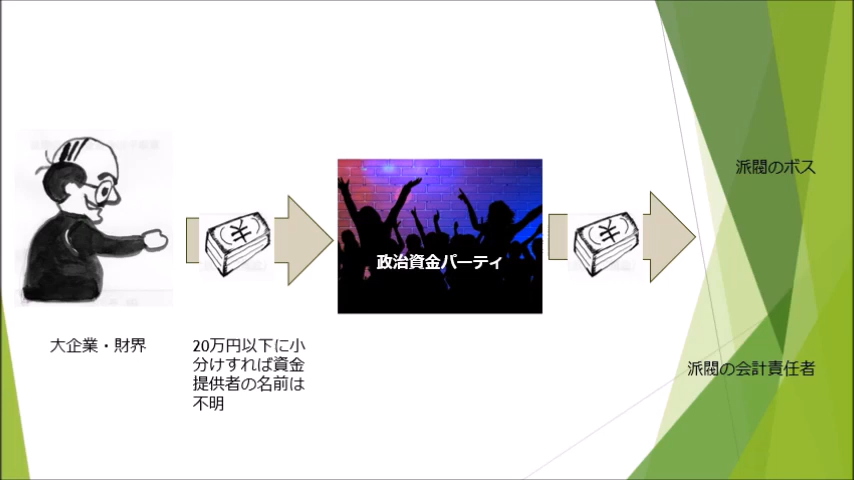 派閥のボス
政治資金パーティ
大企業・財界
20万円以下に小
分けすれば資金
提供者の名前は
不明
派閥の会計責任者